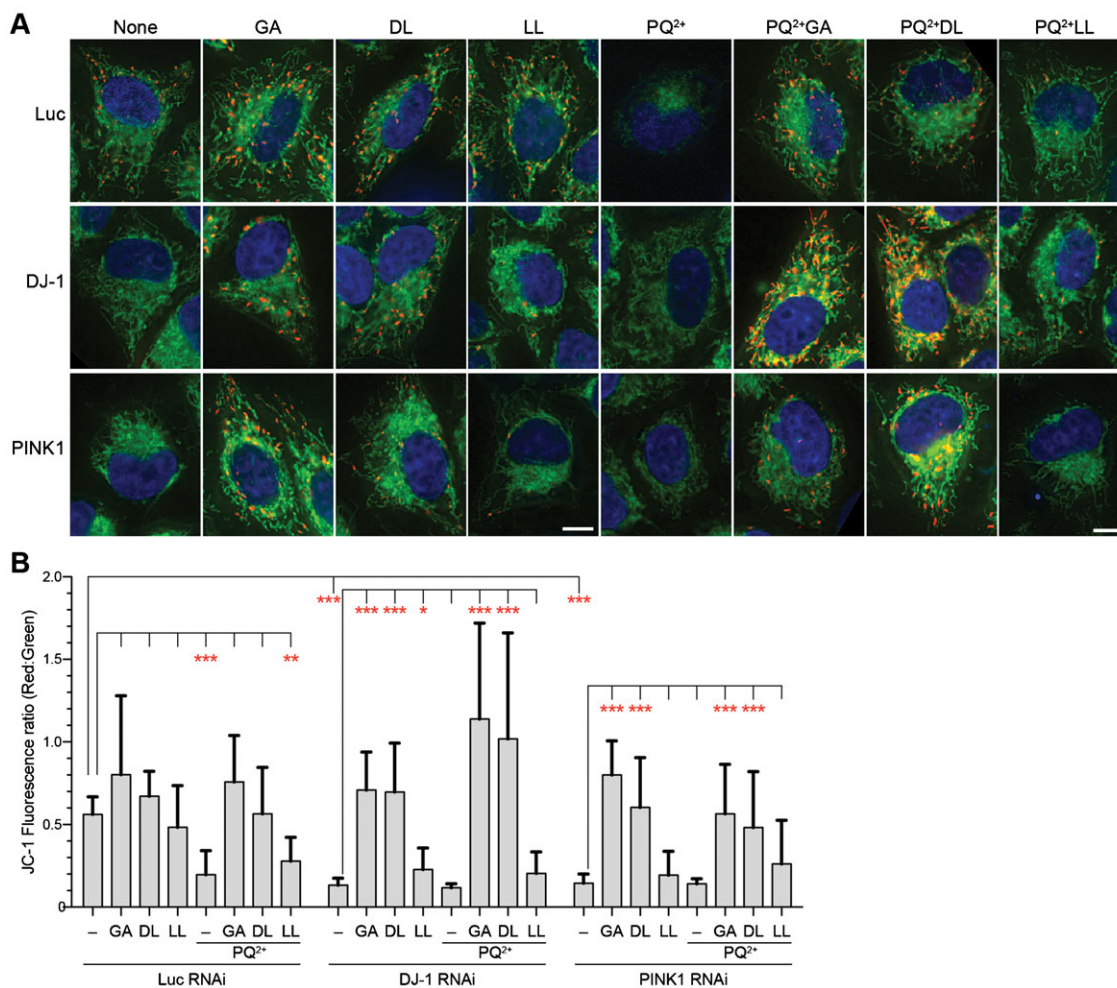 A
None GA DL LL PQ²⁺ PQ²⁺GA PQ²⁺DL PQ²⁺LL
Luc
DJ-1
PINK1
B
JC-1 Fluorescence ratio (Red:Green)
2.0
1.5
1.0
0.5
0
*** ***
*** *** * *** ***
*** **
*** *** *** ***
– GA DL LL – GA DL LL – GA DL LL – GA DL LL – GA DL LL – GA DL LL
PQ²⁺ PQ²⁺ PQ²⁺
Luc RNAi DJ-1 RNAi PINK1 RNAi